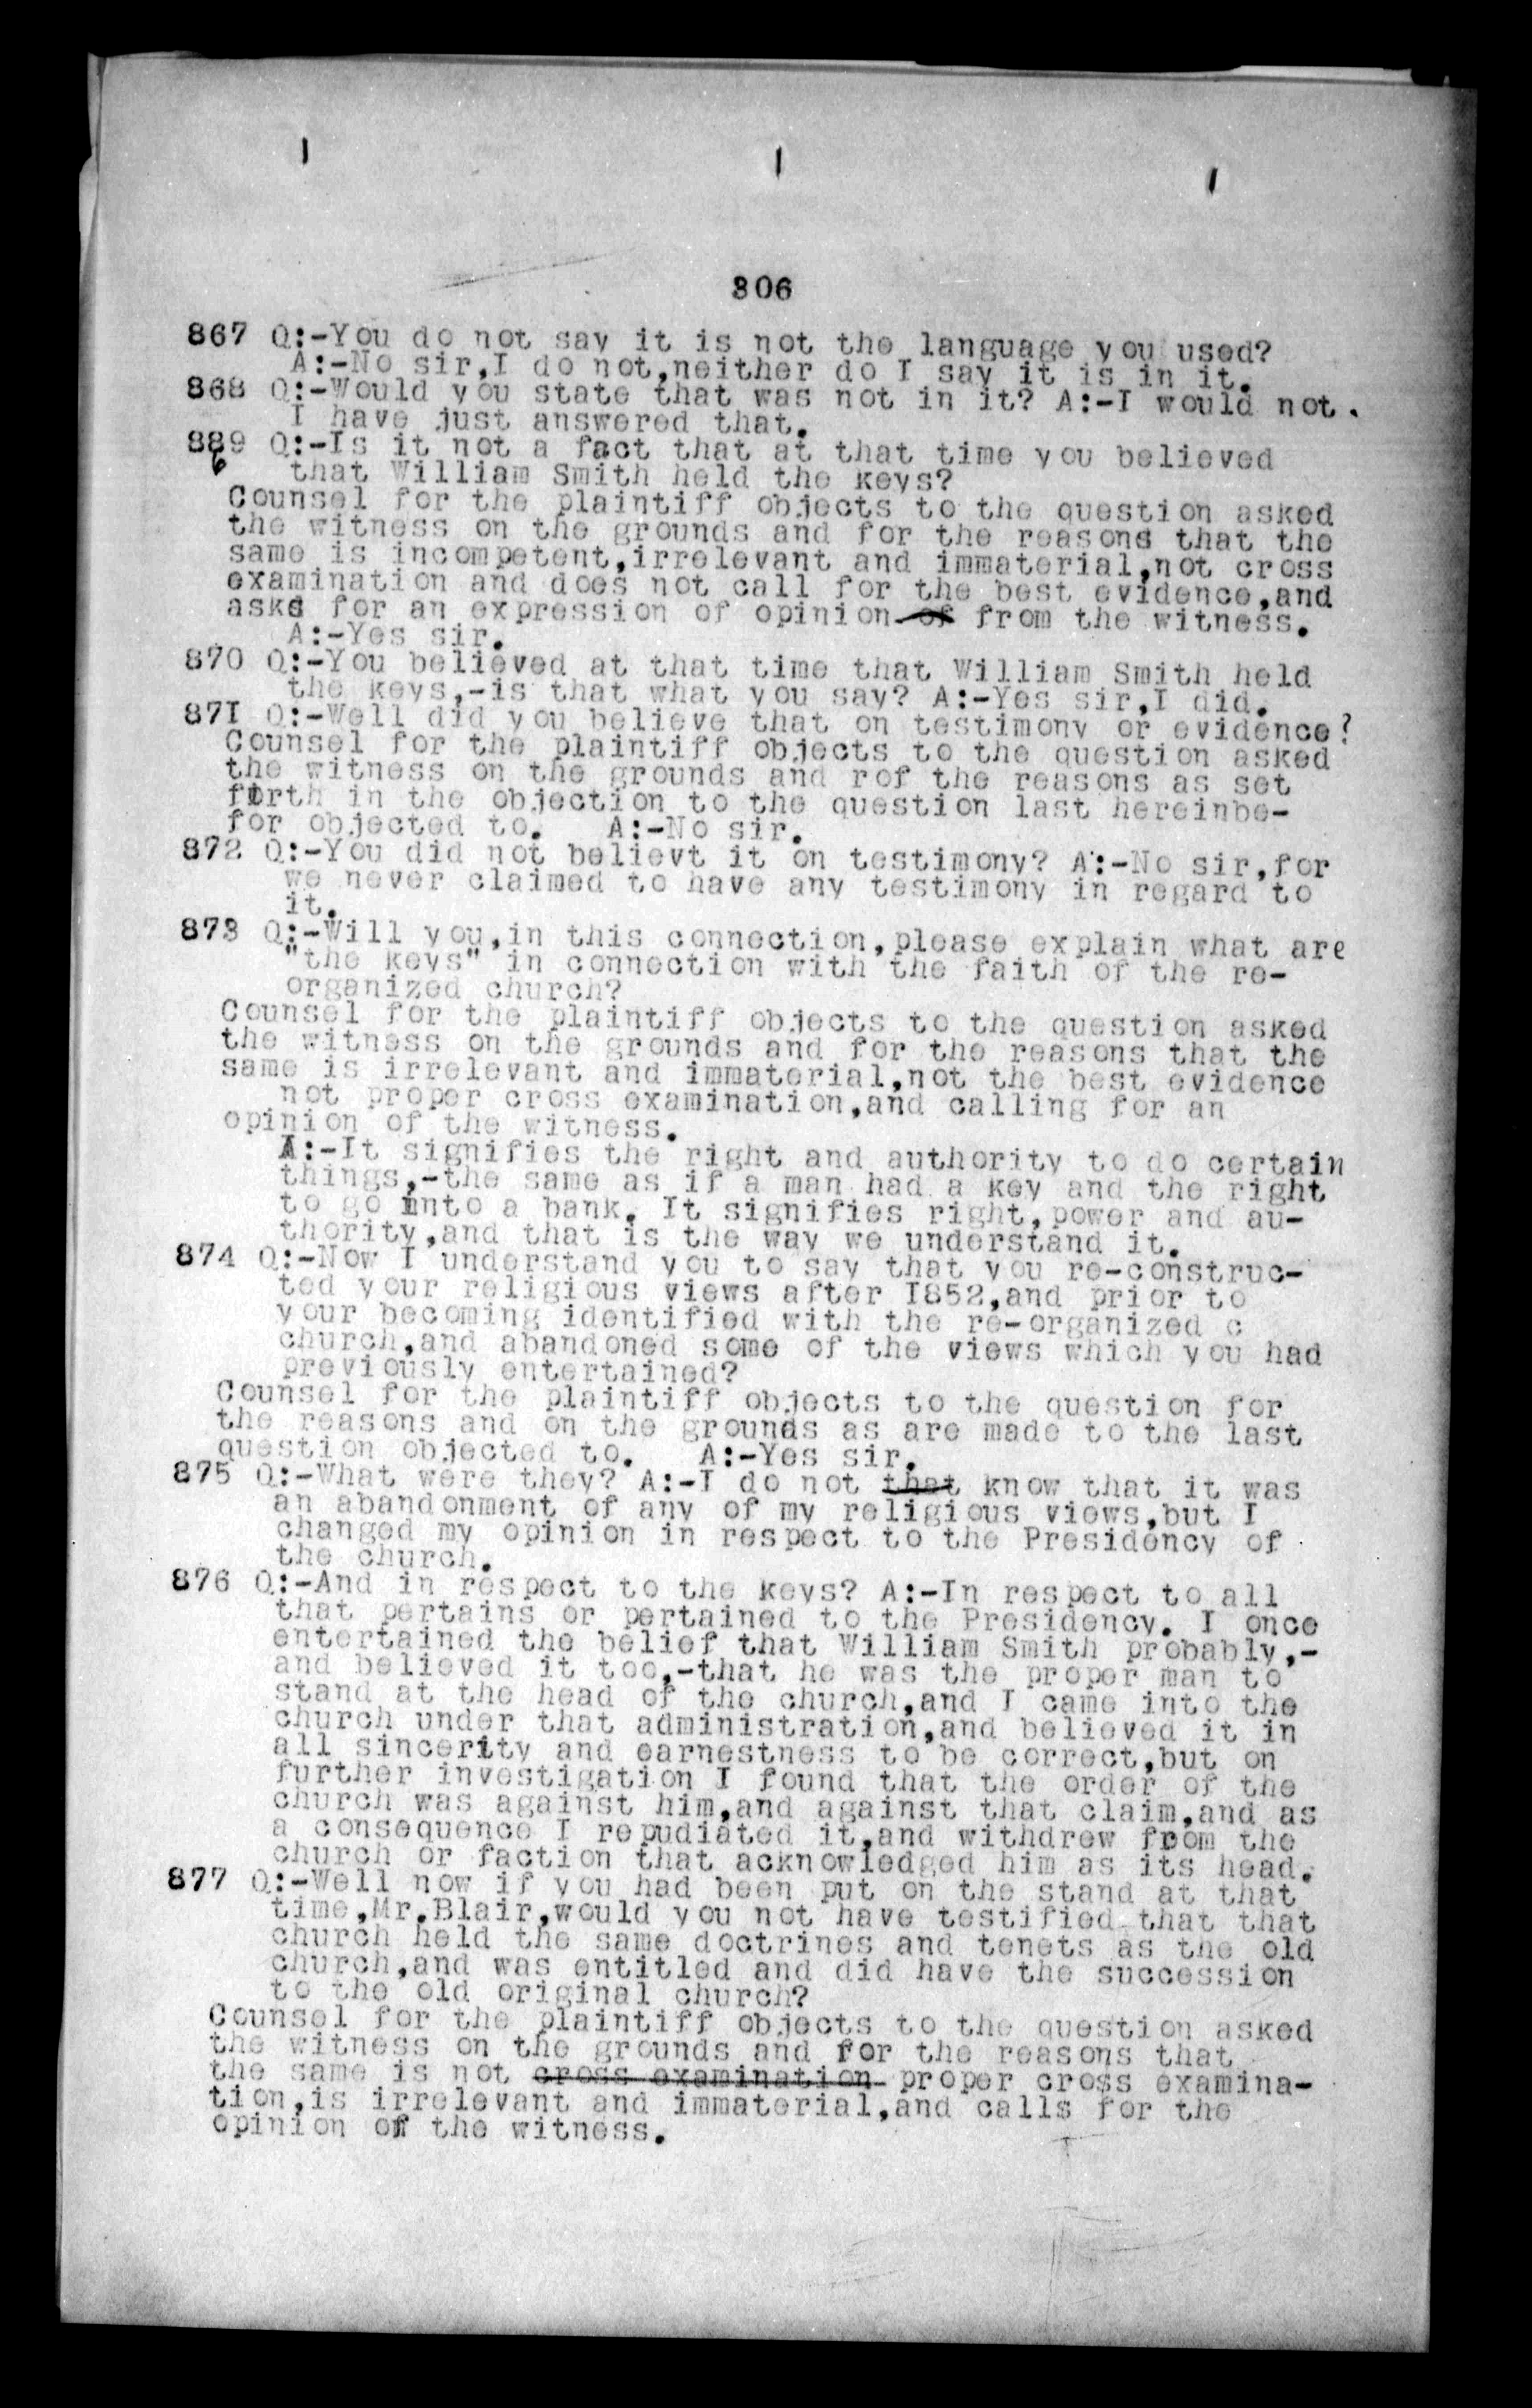 306
867 Q:-You do not say it is not the language you used?
A:-No sir,I do not,neither do I say it is in it.
868 Q:-Would you state that was not in it? A:-I would not.
I have just answered that.
889 Q:-Is it not a fact that at that time you believed
6 that William Smith held the keys?
Counsel for the plaintiff objects to the question asked
the witness on the grounds and for the reasons that the
same is incompetent,irrelevant and immaterial,not cross
examination and does not call for the best evidence,and
asks for an expression of opinion of from the witness.
A:-Yes sir.
870 Q:-You believed at that time that William Smith held
the keys,-is that what you say? A:-Yes sir,I did.
871 Q:-Well did you believe that on testimony or evidence?
Counsel for the plaintiff objects to the question asked
the witness on the grounds and rof the reasons as set
forth in the objection to the question last hereinbe-
for objected to. A:-No sir.
872 Q:-You did not believt it on testimony? A:-No sir,for
we never claimed to have any testimony in regard to
it.
873 Q:-Will you,in this connection,please explain what are
"the keys" in connection with the faith of the re-
organized church?
Counsel for the plaintiff objects to the question asked
the witness on the grounds and for the reasons that the
same is irrelevant and immaterial,not the best evidence
not proper cross examination,and calling for an
opinion of the witness.
A:-It signifies the right and authority to do certain
things,-the same as if a man had a key and the right
to go into a bank. It signifies right,power and au-
thority,and that is the way we understand it.
874 Q:-Now I understand you to say that you re-construc-
ted your religious views after 1852,and prior to
your becoming identified with the re-organized c
church,and abandoned some of the views which you had
previously entertained?
Counsel for the plaintiff objects to the question for
the reasons and on the grounds as are made to the last
question objected to. A:-Yes sir.
875 Q:-What were they? A:-I do not that know that it was
an abandonment of any of my religious views,but I
changed my opinion in respect to the Presidency of
the church.
876 Q:-And in respect to the keys? A:-In respect to all
that pertains or pertained to the Presidency. I once
entertained the belief that William Smith probably,-
and believed it too,-that he was the proper man to
stand at the head of the church,and I came into the
church under that administration,and believed it in
all sincerity and earnestness to be correct,but on
further investigation I found that the order of the
church was against him,and against that claim,and as
a consequence I repudiated it,and withdrew from the
church or faction that acknowledged him as its head.
877 Q:-Well now if you had been put on the stand at that
time,Mr.Blair,would you not have testified that that
church held the same doctrines and tenets as the old
church,and was entitled and did have the succession
to the old original church?
Counsel for the plaintiff objects to the question asked
the witness on the grounds and for the reasons that
the same is not cross examination proper cross examina-
tion,is irrelevant and immaterial,and calls for the
opinion of the witness.